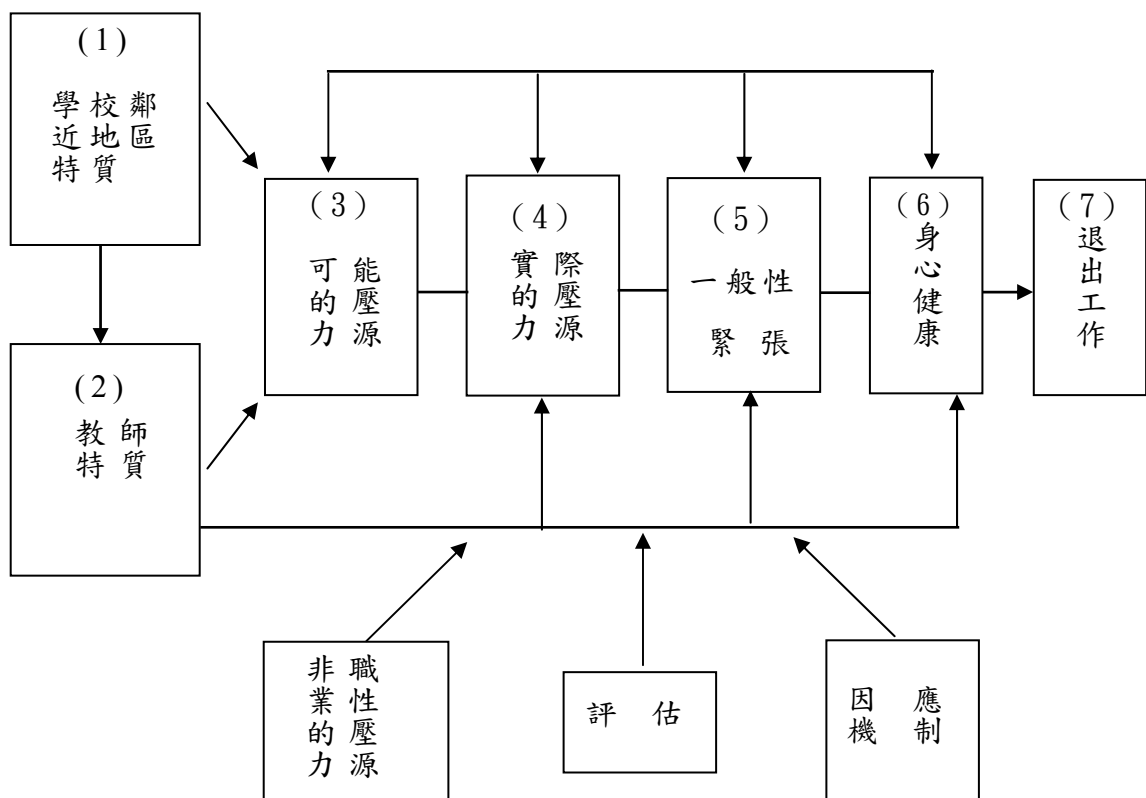 (1)
學校鄰
近地區
特質
(2)
教師
特質
(3)
可能
的壓
力源
(4)
實際
的壓
力源
(5)
一般性
緊張
(6)
身心健康
(7)
退出工作
非職
業性
的壓
力源
評估
因應
機制